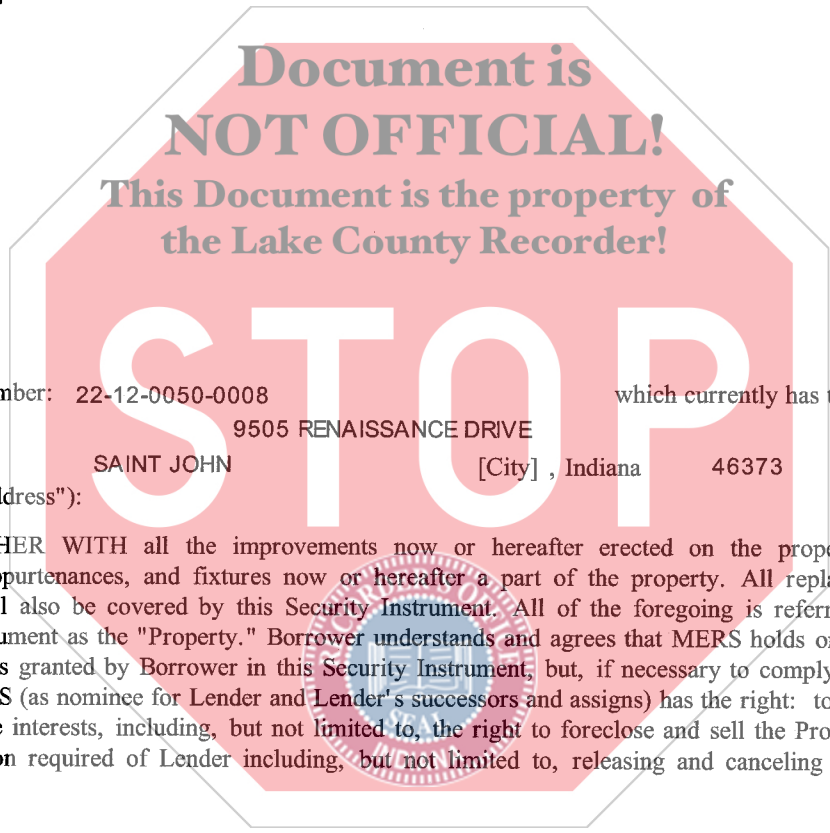 Document is
NOT OFFICIAL!
This Document is the property of
the Lake County Recorder!
STOP
mber: 22-12-0050-0008 which currently has t
9505 RENAISSANCE DRIVE
SAINT JOHN [City] , Indiana 46373
ddress"):
HER WITH all the improvements now or hereafter erected on the prope
ppurtenances, and fixtures now or hereafter a part of the property. All repla
l also be covered by this Security Instrument. All of the foregoing is referr
ument as the "Property." Borrower understands and agrees that MERS holds o
s granted by Borrower in this Security Instrument, but, if necessary to comply
S (as nominee for Lender and Lender's successors and assigns) has the right: to
e interests, including, but not limited to, the right to foreclose and sell the Pro
on required of Lender including, but not limited to, releasing and canceling
SEAL
INDIANA